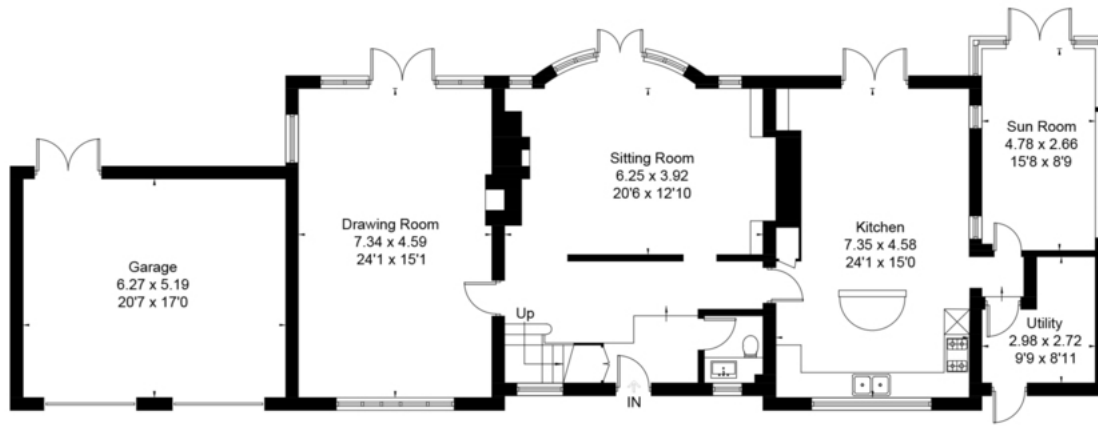 Garage
6.27 x 5.19
20'7 x 17'0
Drawing Room
7.34 x 4.59
24'1 x 15'1
Up
IN
Sitting Room
6.25 x 3.92
20'6 x 12'10
Kitchen
7.35 x 4.58
24'1 x 15'0
Sun Room
4.78 x 2.66
15'8 x 8'9
Utility
2.98 x 2.72
9'9 x 8'11